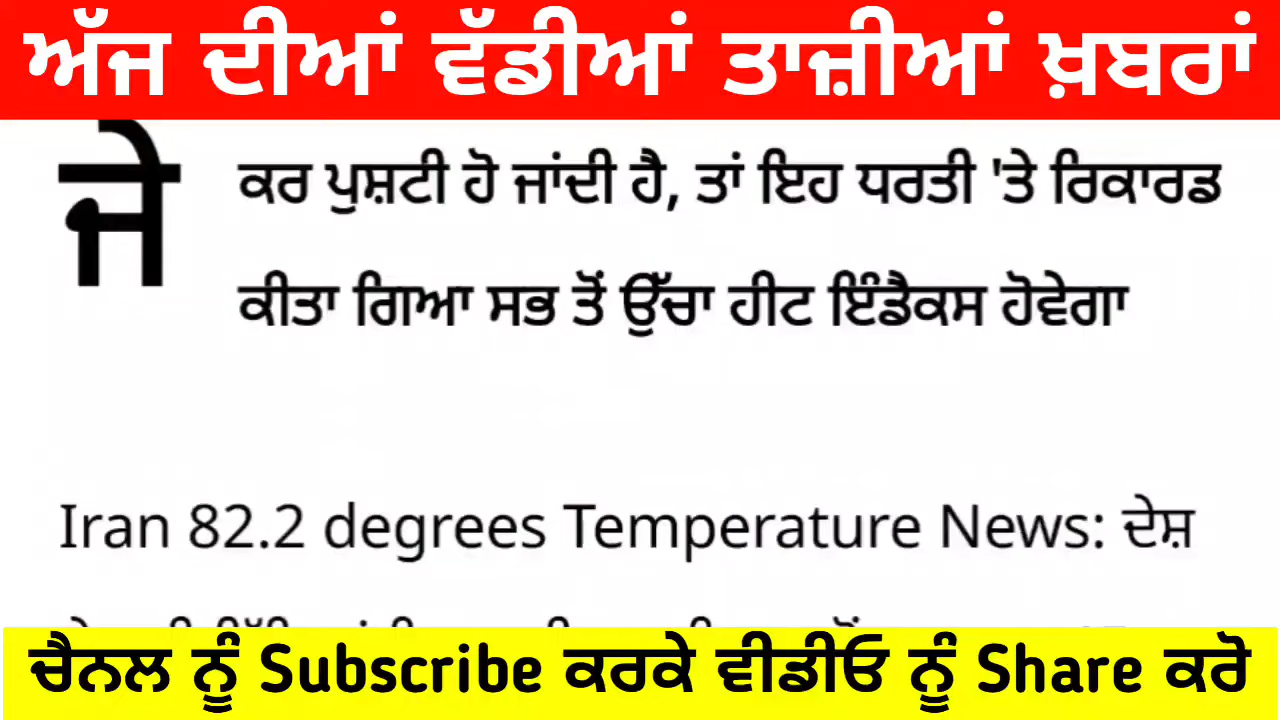 ਅੱਜ ਦੀਆਂ ਵੱਡੀਆਂ ਤਾਜ਼ੀਆਂ ਖ਼ਬਰਾਂ
ਜੇ
ਕਰ ਪੁਸ਼ਟੀ ਹੋ ਜਾਂਦੀ ਹੈ, ਤਾਂ ਇਹ ਧਰਤੀ 'ਤੇ ਰਿਕਾਰਡ
ਕੀਤਾ ਗਿਆ ਸਭ ਤੋਂ ਉੱਚਾ ਹੀਟ ਇੰਡੈਕਸ ਹੋਵੇਗਾ
Iran 82.2 degrees Temperature News: ਦੇਸ਼
ਚੈਨਲ ਨੂੰ Subscribe ਕਰਕੇ ਵੀਡੀਓ ਨੂੰ Share ਕਰੋ